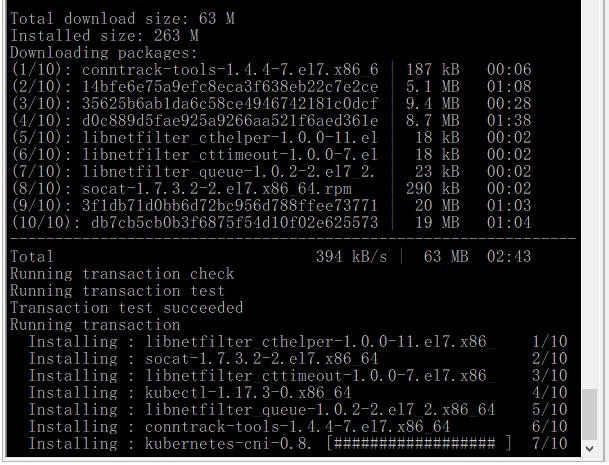 Total download size: 63 M
Installed size: 263 M
Downloading packages:
(1/10): conntrack-tools-1.4.4-7.el7.x86_6 | 187 kB 00:06
(2/10): 14bfe6e75a9efc8eca3f638eb22c7e2ce | 5.1 MB 01:08
(3/10): 35625b6ab1da6c58ce4946742181c0dcf | 9.4 MB 00:28
(4/10): d0c889d5fae925a9266aa521f6aed361e | 8.7 MB 01:38
(5/10): libnetfilter_cthelper-1.0.0-11.el | 18 kB 00:02
(6/10): libnetfilter_cttimeout-1.0.0-7.el | 18 kB 00:02
(7/10): libnetfilter_queue-1.0.2-2.el7_2. | 23 kB 00:02
(8/10): socat-1.7.3.2-2.el7.x86_64.rpm | 290 kB 00:02
(9/10): 3f1db71d0bb6d72bc956d788ffee73771 | 20 MB 01:03
(10/10): db7cb5cb0b3f6875f54d10f02e625573 | 19 MB 01:04
----------------------------------------------------------------
Total 394 kB/s | 63 MB 02:43
Running transaction check
Running transaction test
Transaction test succeeded
Running transaction
Installing : libnetfilter_cthelper-1.0.0-11.el7.x86_ 1/10
Installing : socat-1.7.3.2-2.el7.x86_64 2/10
Installing : libnetfilter_cttimeout-1.0.0-7.el7.x86_ 3/10
Installing : kubectl-1.17.3-0.x86_64 4/10
Installing : libnetfilter_queue-1.0.2-2.el7_2.x86_64 5/10
Installing : conntrack-tools-1.4.4-7.el7.x86_64 6/10
Installing : kubernetes-cni-0.8. [################## ] 7/10